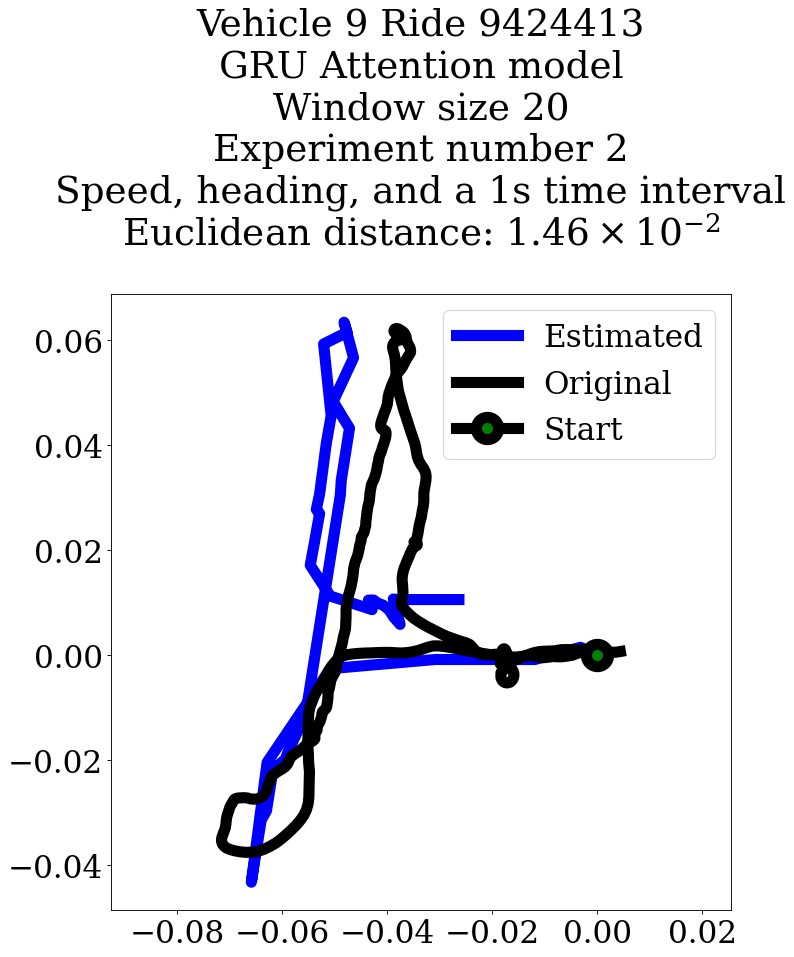 Vehicle 9 Ride 9424413
GRU Attention model
Window size 20
Experiment number 2
Speed, heading, and a 1s time interval
Euclidean distance: 1.46 × 10⁻²
Estimated
Original
Start
0.06
0.04
0.02
0.00
−0.02
−0.04
−0.08 −0.06 −0.04 −0.02 0.00 0.02